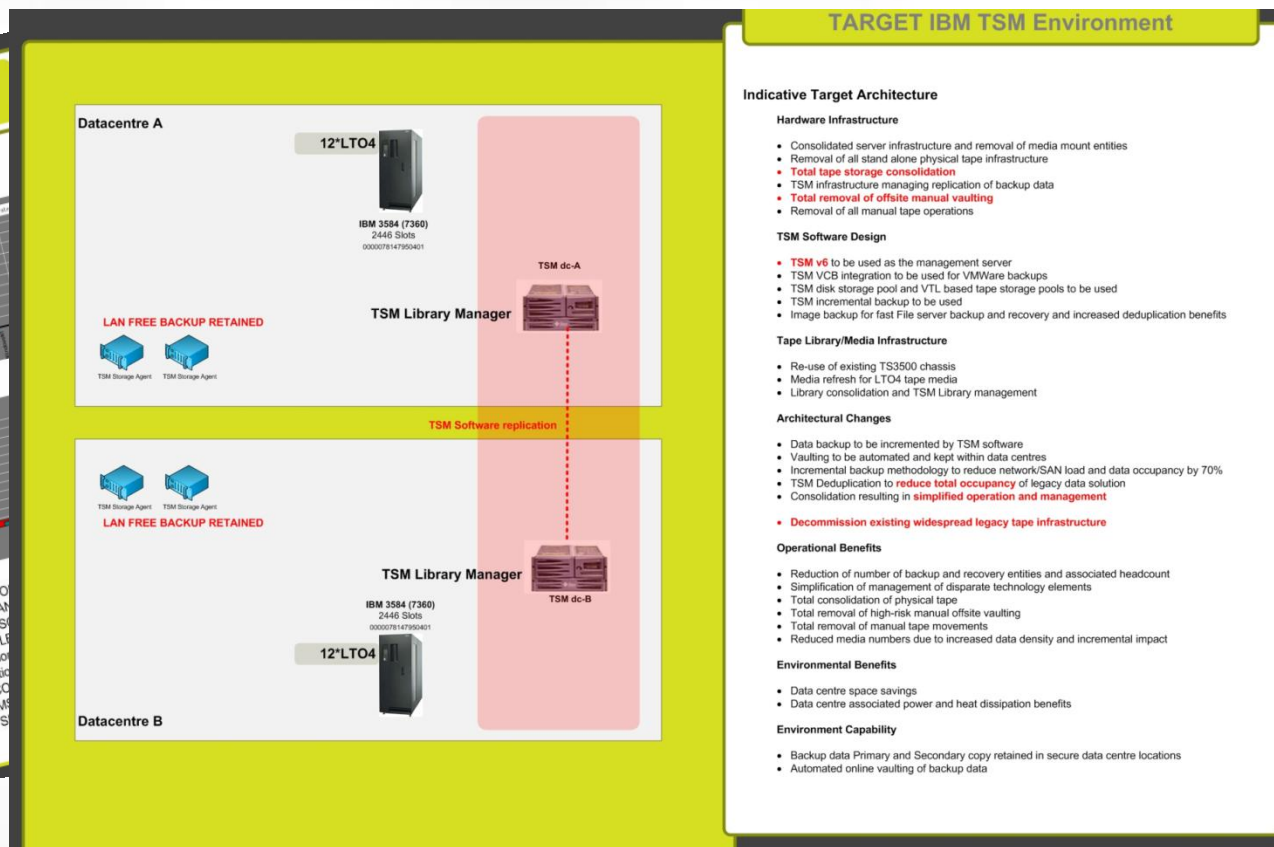 TARGET IBM TSM Environment
Datacentre A
12*LTO4
IBM 3584 (7360)
2446 Slots
0000078147950401
TSM dc-A
TSM Library Manager
LAN FREE BACKUP RETAINED
TSM Storage Agent TSM Storage Agent
TSM Software replication
TSM Storage Agent TSM Storage Agent
LAN FREE BACKUP RETAINED
TSM Library Manager
TSM dc-B
IBM 3584 (7360)
2446 Slots
0000078147950401
12*LTO4
Datacentre B
Indicative Target Architecture
Hardware Infrastructure
• Consolidated server infrastructure and removal of media mount entities
• Removal of all stand alone physical tape infrastructure
• Total tape storage consolidation
• TSM infrastructure managing replication of backup data
• Total removal of offsite manual vaulting
• Removal of all manual tape operations
TSM Software Design
• TSM v6 to be used as the management server
• TSM VCB integration to be used for VMWare backups
• TSM disk storage pool and VTL based tape storage pools to be used
• TSM incremental backup to be used
• Image backup for fast File server backup and recovery and increased deduplication benefits
Tape Library/Media Infrastructure
• Re-use of existing TS3500 chassis
• Media refresh for LTO4 tape media
• Library consolidation and TSM Library management
Architectural Changes
• Data backup to be incremented by TSM software
• Vaulting to be automated and kept within data centres
• Incremental backup methodology to reduce network/SAN load and data occupancy by 70%
• TSM Deduplication to reduce total occupancy of legacy data solution
• Consolidation resulting in simplified operation and management
• Decommission existing widespread legacy tape infrastructure
Operational Benefits
• Reduction of number of backup and recovery entities and associated headcount
• Simplification of management of disparate technology elements
• Total consolidation of physical tape
• Total removal of high-risk manual offsite vaulting
• Total removal of manual tape movements
• Reduced media numbers due to increased data density and incremental impact
Environmental Benefits
• Data centre space savings
• Data centre associated power and heat dissipation benefits
Environment Capability
• Backup data Primary and Secondary copy retained in secure data centre locations
• Automated online vaulting of backup data